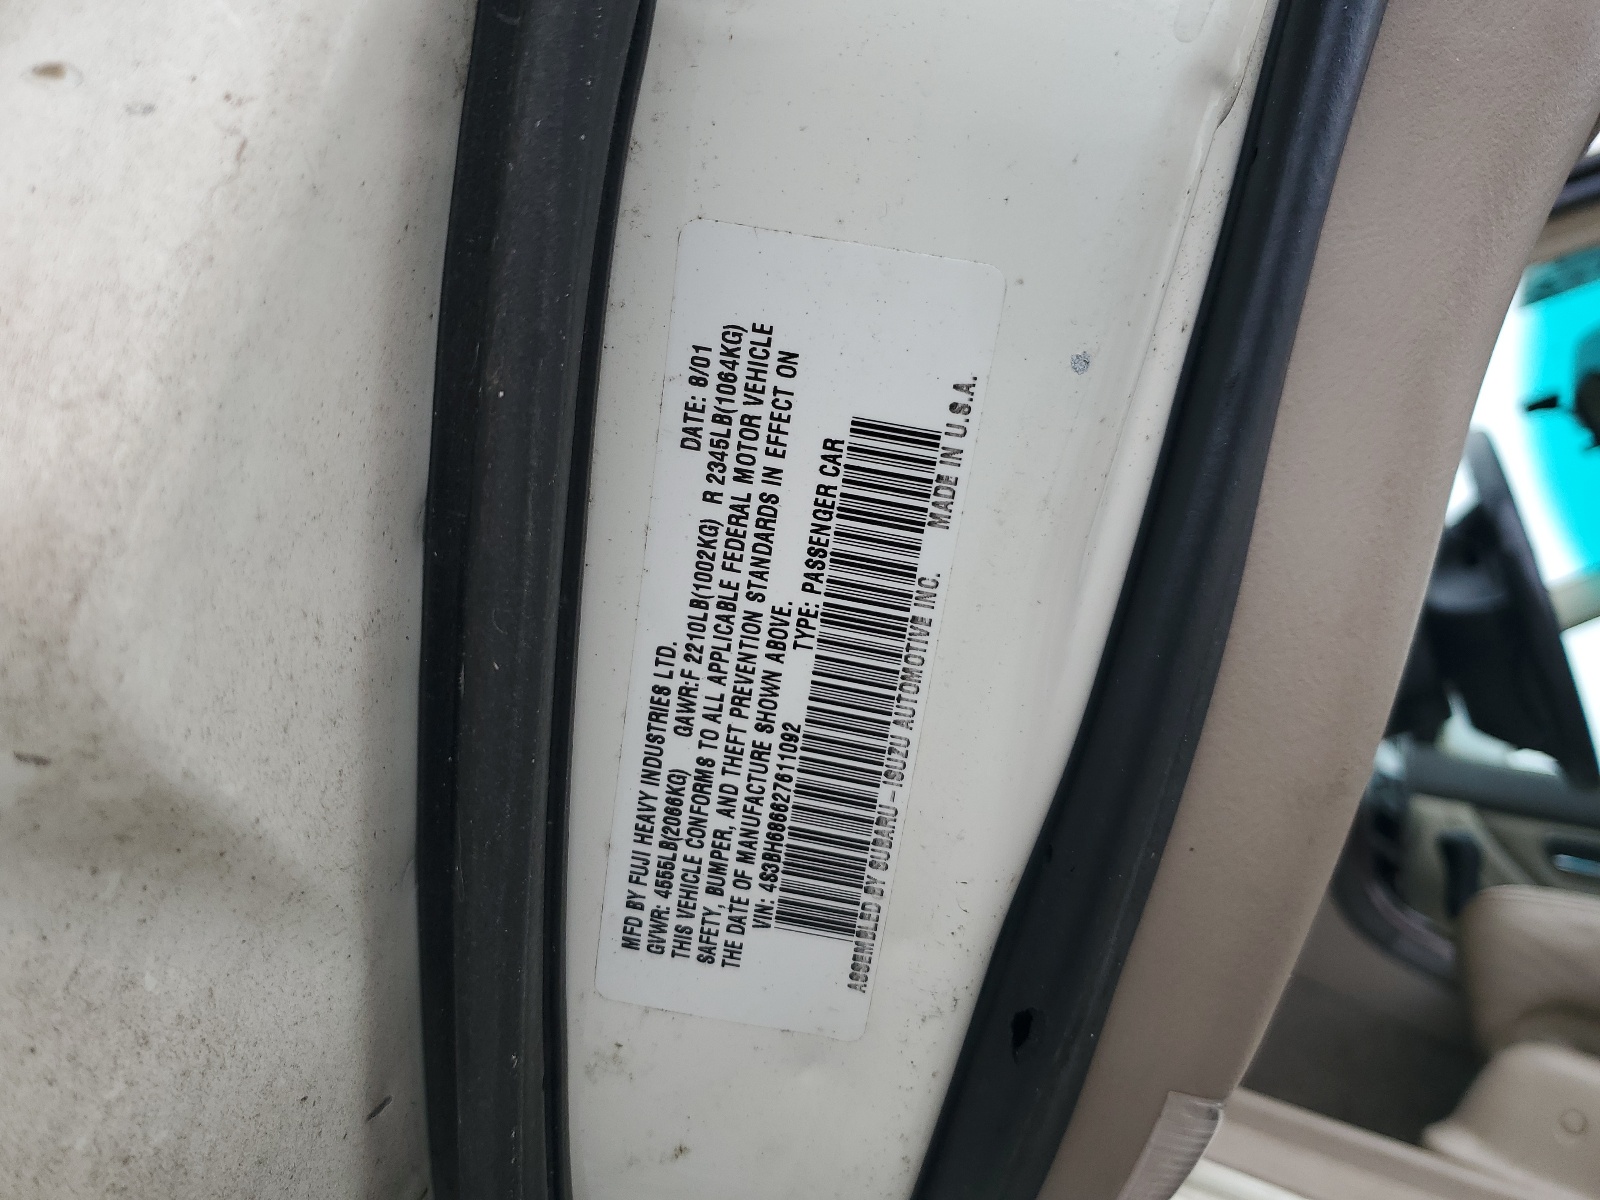 MFD BY FUJI HEAVY INDUSTRIES LTD. DATE: 8/01
GVWR: 4555LB(2066KG) GAWR:F 2210LB(1002KG) R 2345LB(1064KG)
THIS VEHICLE CONFORMS TO ALL APPLICABLE FEDERAL MOTOR VEHICLE
SAFETY, BUMPER, AND THEFT PREVENTION STANDARDS IN EFFECT ON
THE DATE OF MANUFACTURE SHOWN ABOVE.
VIN: 4S3BH686627611092 TYPE: PASSENGER CAR
ASSEMBLED BY SUBARU - ISUZU AUTOMOTIVE INC. MADE IN U.S.A.